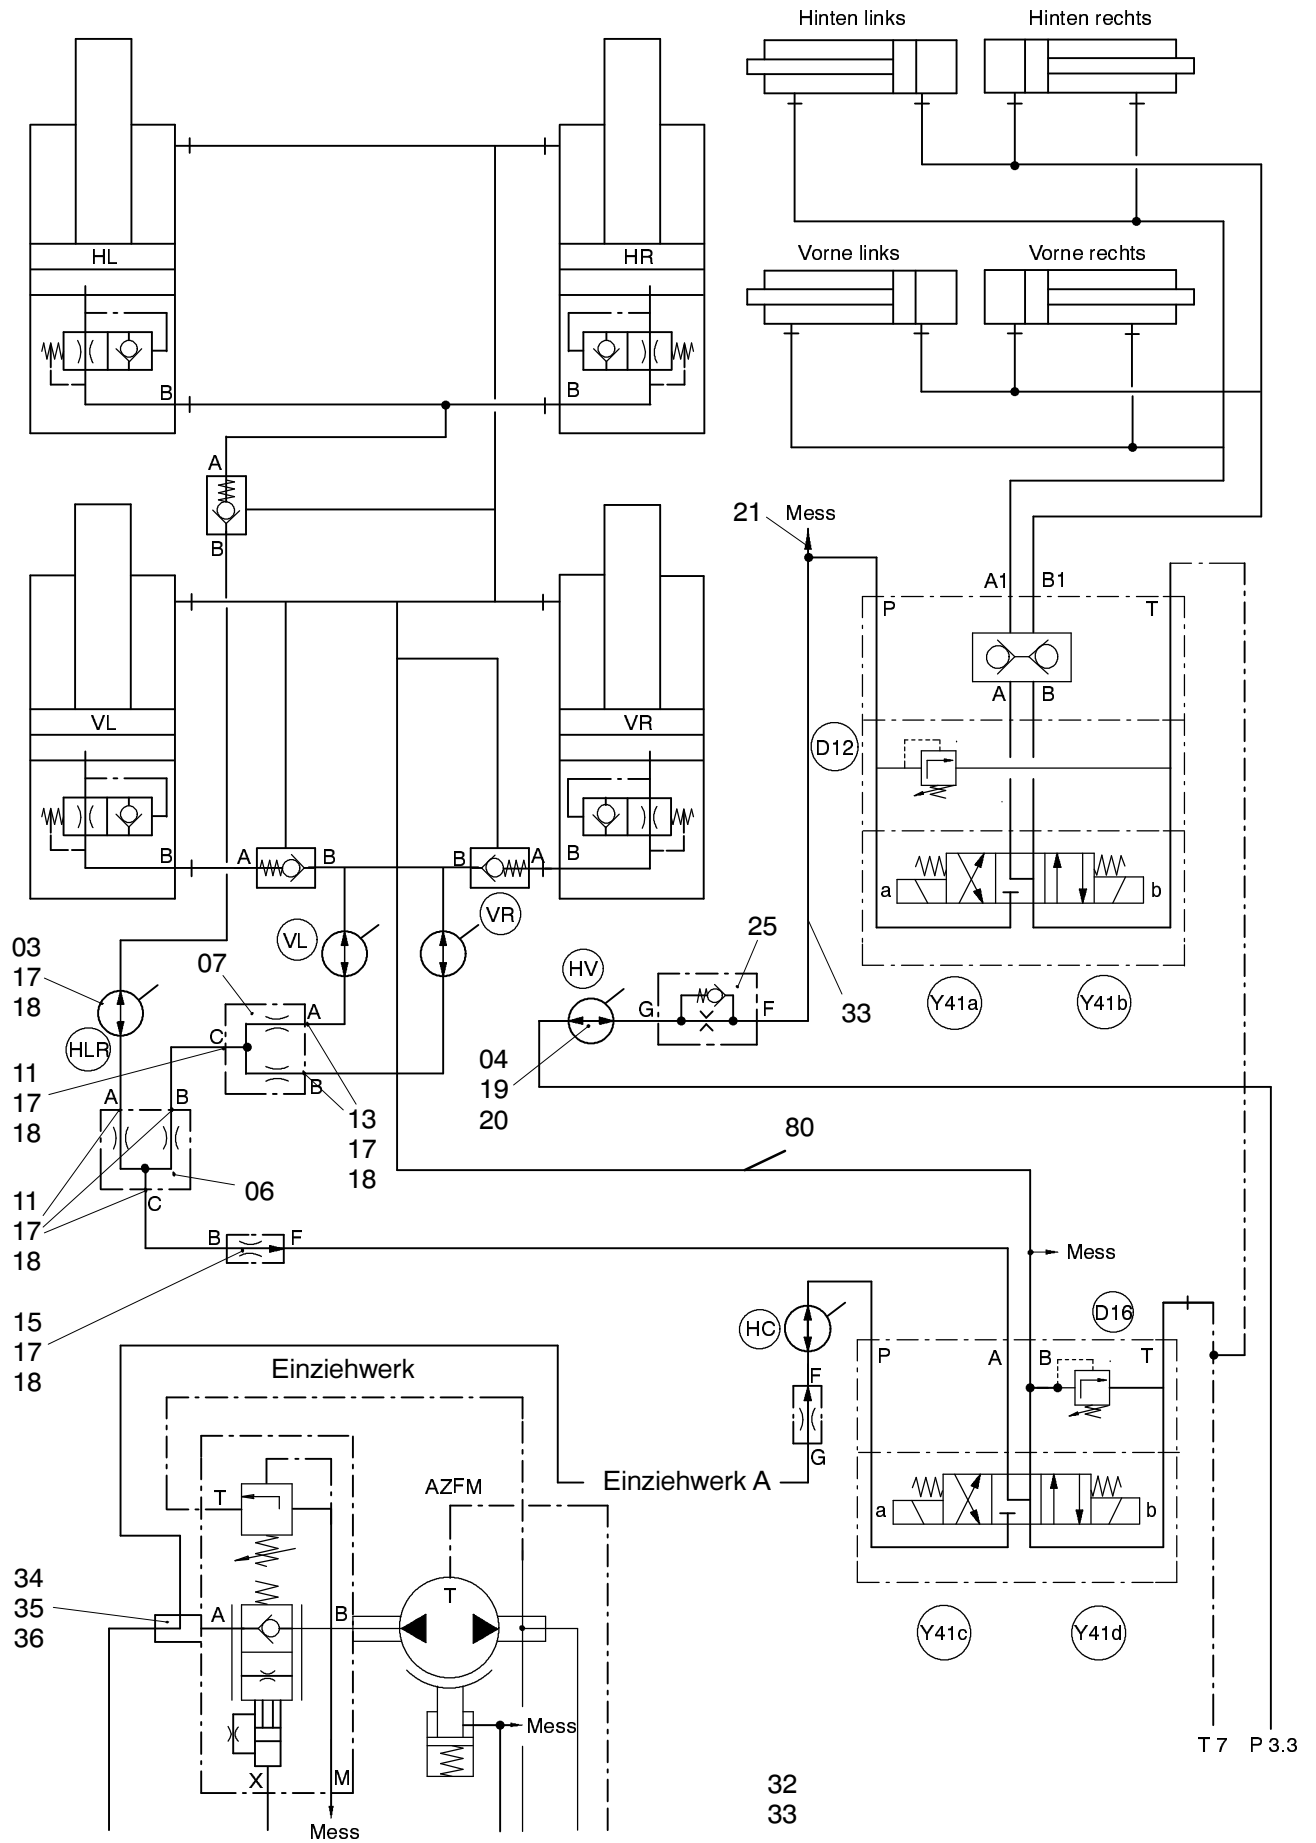 Hinten links
Hinten rechts
HL
HR
B
B
Vorne links
Vorne rechts
A
B
21
Mess
A1
B1
P
T
A
B
VL
VR
D12
B
A
B
B
A
B
a
b
VL
VR
03
17
18
07
HV
25
Y41a
Y41b
A
G
F
33
HLR
C
B
04
19
20
11
17
18
A
B
13
17
18
80
11
17
18
06
C
B
F
Mess
15
17
18
D16
HC
P
A
B
T
Einziehwerk
F
G
Einziehwerk A
AZFM
T
a
b
34
35
36
T
A
B
Y41c
Y41d
Mess
T 7
P 3.3
X
M
Mess
32
33